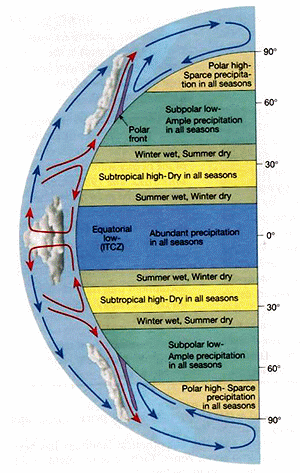 90°
Polar high-
Sparce precipita-
tion in all seasons
60°
Subpolar low-
Ample precipitation
in all seasons
Polar
front
Winter wet, Summer dry
30°
Subtropical high-Dry in all seasons
Summer wet, Winter dry
Equatorial
low-
(ITCZ)
Abundant precipitation
in all seasons
0°
Summer wet, Winter dry
Subtropical high-Dry in all seasons
30°
Winter wet, Summer dry
Subpolar low-
Ample precipitation
in all seasons
60°
Polar high- Sparce
precipitation
in all seasons
90°